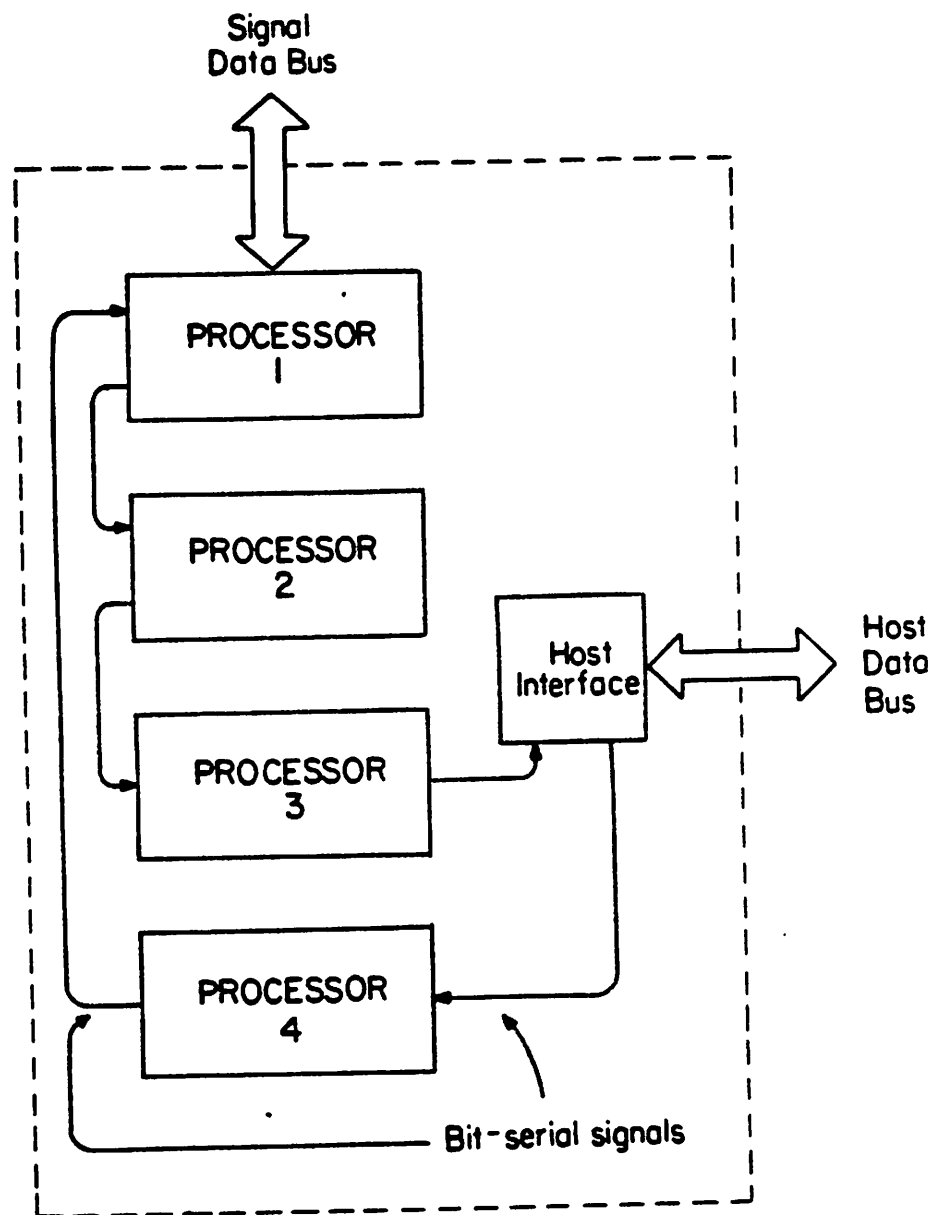 Signal
Data Bus
PROCESSOR
1
PROCESSOR
2
Host
Interface
Host
Data
Bus
PROCESSOR
3
PROCESSOR
4
Bit-serial signals